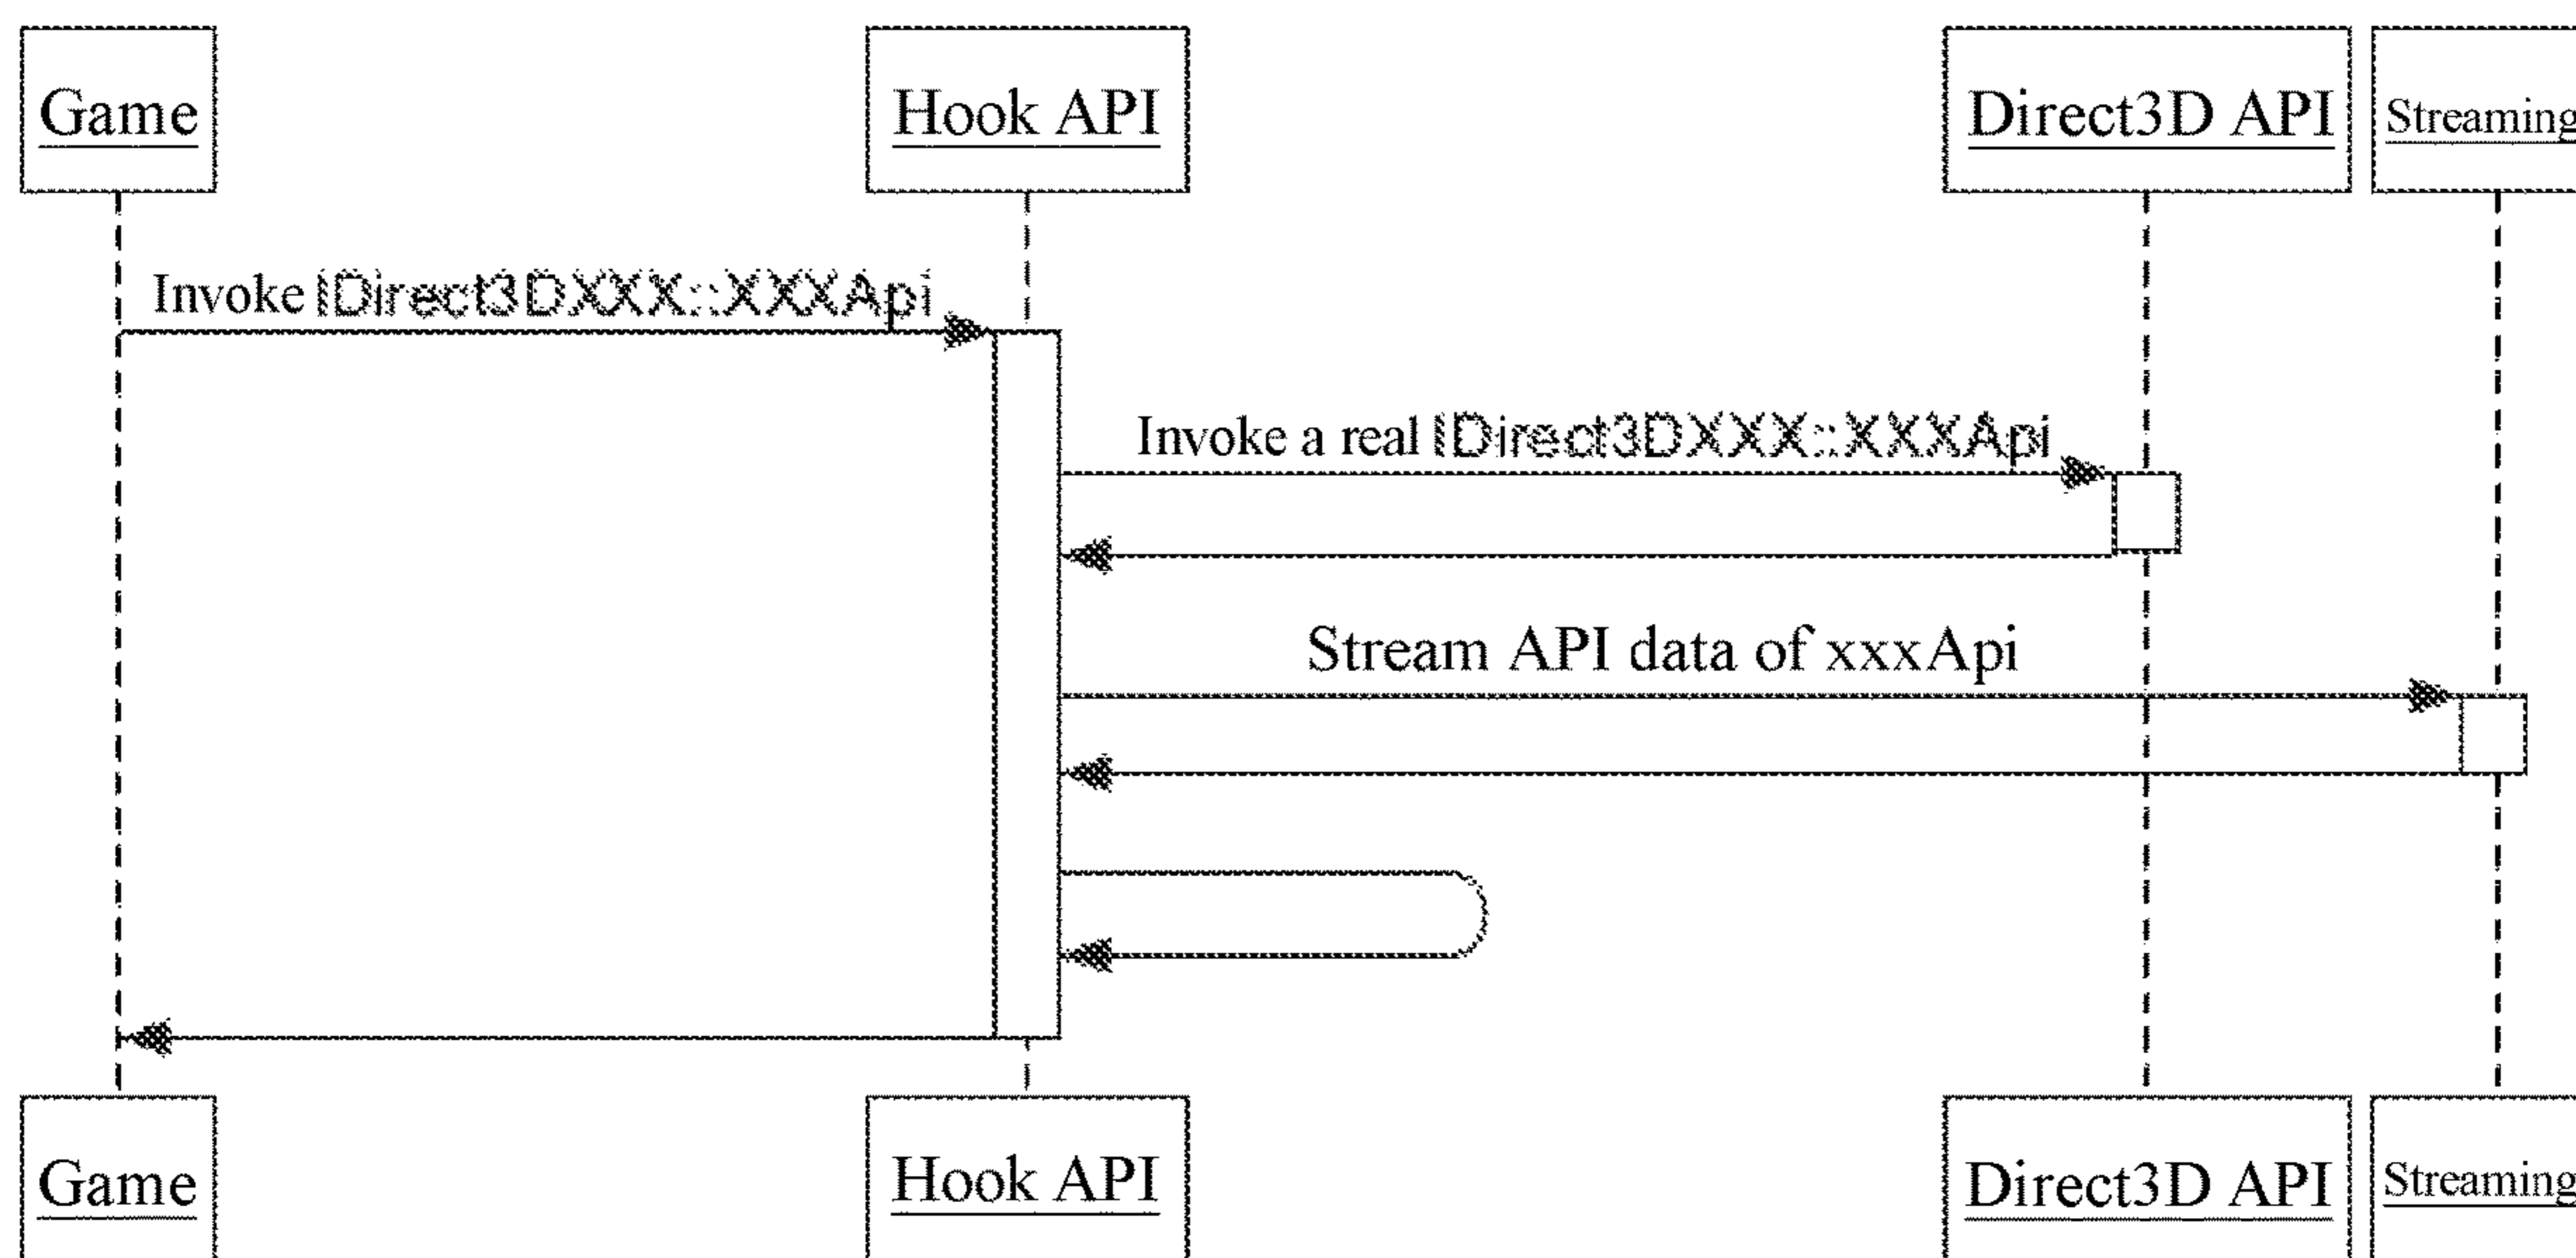 Game
Hook API
Direct3D API
Streaming
Invoke IDirect3DXXX::XXXApi
Invoke a real IDirect3DXXX::XXXApi
Stream API data of xxxApi
Game
Hook API
Direct3D API
Streaming